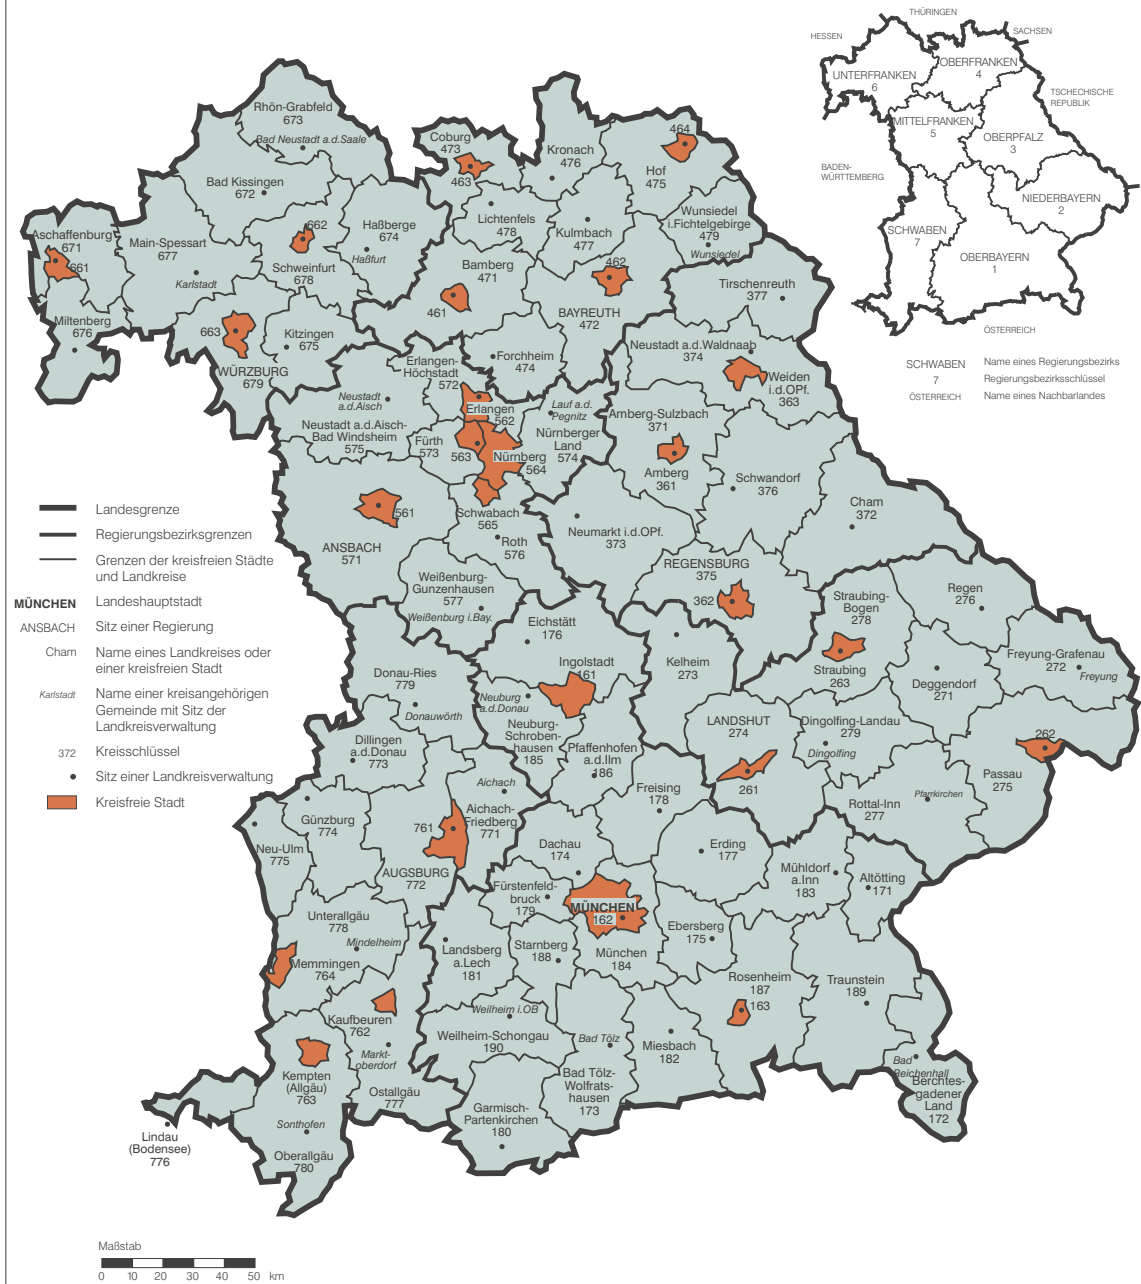 THÜRINGEN
HESSEN
SACHSEN
OBERFRANKEN
4
UNTERFRANKEN
6
TSCHECHISCHE
REPUBLIK
MITTELFRANKEN
5
OBERPFALZ
3
BADEN-
WÜRTTEMBERG
NIEDERBAYERN
2
SCHWABEN
7
OBERBAYERN
1
ÖSTERREICH
SCHWABEN Name eines Regierungsbezirks
7 Regierungsbezirksschlüssel
ÖSTERREICH Name eines Nachbarlandes
Rhön-Grabfeld
673
Bad Neustadt a.d.Saale
Coburg
473
463
Kronach
476
464
Hof
475
Bad Kissingen
672
Lichtenfels
478
Kulmbach
477
Wunsiedel
i.Fichtelgebirge
479
Wunsiedel
Aschaffenburg
671
661
Main-Spessart
677
Karlstadt
662
Schweinfurt
678
Haßberge
674
Haßfurt
Bamberg
471
461
462
BAYREUTH
472
Tirschenreuth
377
Miltenberg
676
663
WÜRZBURG
679
Kitzingen
675
Erlangen-
Höchstadt
572
Forchheim
474
Neustadt a.d.Waldnaab
374
Weiden
i.d.OPf.
363
Neustadt
a.d.Aisch
Neustadt a.d.Aisch-
Bad Windsheim
575
Erlangen
562
Fürth
573
563
Nürnberg
564
Lauf a.d.
Pegnitz
Nürnberger
Land
574
Amberg-Sulzbach
371
Amberg
361
Schwandorf
376
Cham
372
561
ANSBACH
571
Schwabach
565
Roth
576
Neumarkt i.d.OPf.
373
REGENSBURG
375
362
Weißenburg-
Gunzenhausen
577
Weißenburg i.Bay.
Straubing-
Bogen
278
Straubing
263
Regen
276
Freyung-Grafenau
272
Freyung
Deggendorf
271
Eichstätt
176
Ingolstadt
161
Kelheim
273
Donau-Ries
779
Donauwörth
Neuburg
a.d.Donau
Neuburg-
Schroben-
hausen
185
Pfaffenhofen
a.d.Ilm
186
LANDSHUT
274
261
Dingolfing-Landau
279
Dingolfing
262
Passau
275
Rottal-Inn
277
Pfarrkirchen
Dillingen
a.d.Donau
773
Aichach
Aichach-
Friedberg
771
Freising
178
Günzburg
774
Neu-Ulm
775
761
AUGSBURG
772
Dachau
174
Erding
177
Mühldorf
a.Inn
183
Altötting
171
Fürstenfeld-
bruck
179
MÜNCHEN
162
München
184
Ebersberg
175
Unterallgäu
778
Mindelheim
Memmingen
764
Landsberg
a.Lech
181
Starnberg
188
Rosenheim
187
163
Traunstein
189
Kaufbeuren
762
Markt-
oberdorf
Ostallgäu
777
Weilheim i.OB
Weilheim-Schongau
190
Bad Tölz
Bad Tölz-
Wolfrats-
hausen
173
Miesbach
182
Bad
Reichenhall
Berchtes-
gadener
Land
172
Kempten
(Allgäu)
763
Sonthofen
Oberallgäu
780
Garmisch-
Partenkirchen
180
Lindau
(Bodensee)
776
Landesgrenze
Regierungsbezirksgrenzen
Grenzen der kreisfreien Städte
und Landkreise
MÜNCHEN Landeshauptstadt
ANSBACH Sitz einer Regierung
Cham Name eines Landkreises oder
einer kreisfreien Stadt
Karlstadt Name einer kreisangehörigen
Gemeinde mit Sitz der
Landkreisverwaltung
372 Kreisschlüssel
Sitz einer Landkreisverwaltung
Kreisfreie Stadt
Maßstab
0 10 20 30 40 50 km